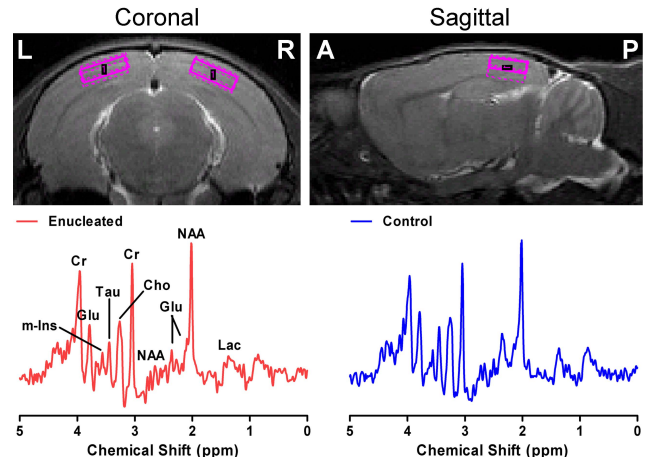 Coronal
Sagittal
L
R
A
P
Enucleated
Control
NAA
Cr
Cr
Tau
Cho
Glu
Glu
m-Ins
NAA
Lac
5 4 3 2 1 0
Chemical Shift (ppm)
5 4 3 2 1 0
Chemical Shift (ppm)